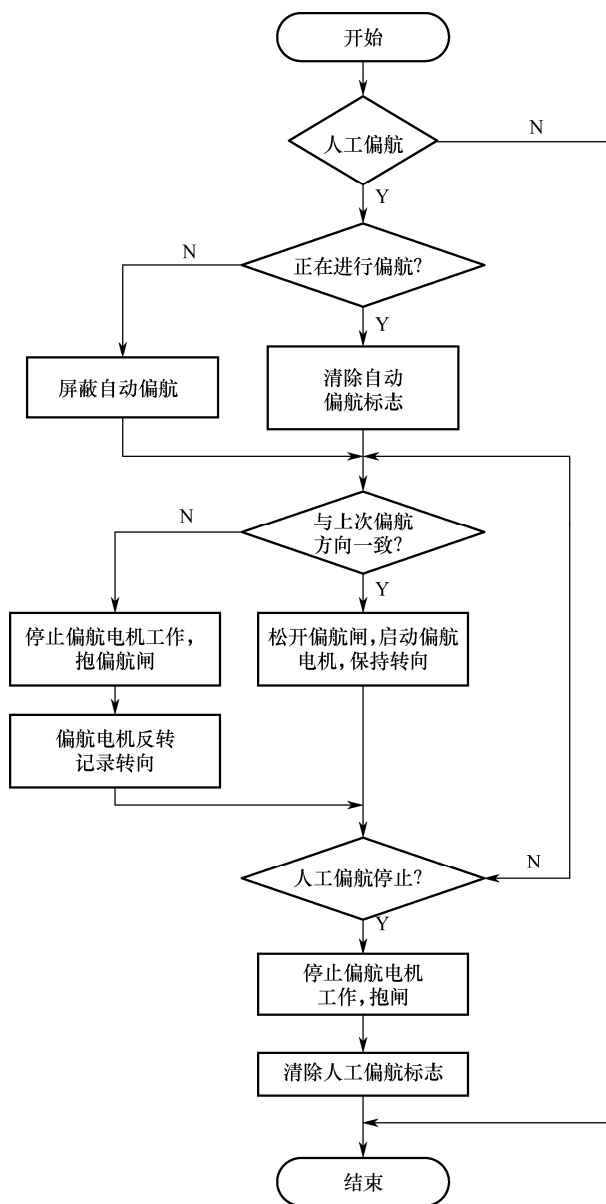 开始
人工偏航
N
Y
正在进行偏航?
N
Y
屏蔽自动偏航
清除自动
偏航标志
与上次偏航
方向一致?
N
Y
停止偏航电机工作,
抱偏航闸
松开偏航闸,启动偏航
电机,保持转向
偏航电机反转
记录转向
人工偏航停止?
N
Y
停止偏航电机
工作,抱闸
清除人工偏航标志
结束